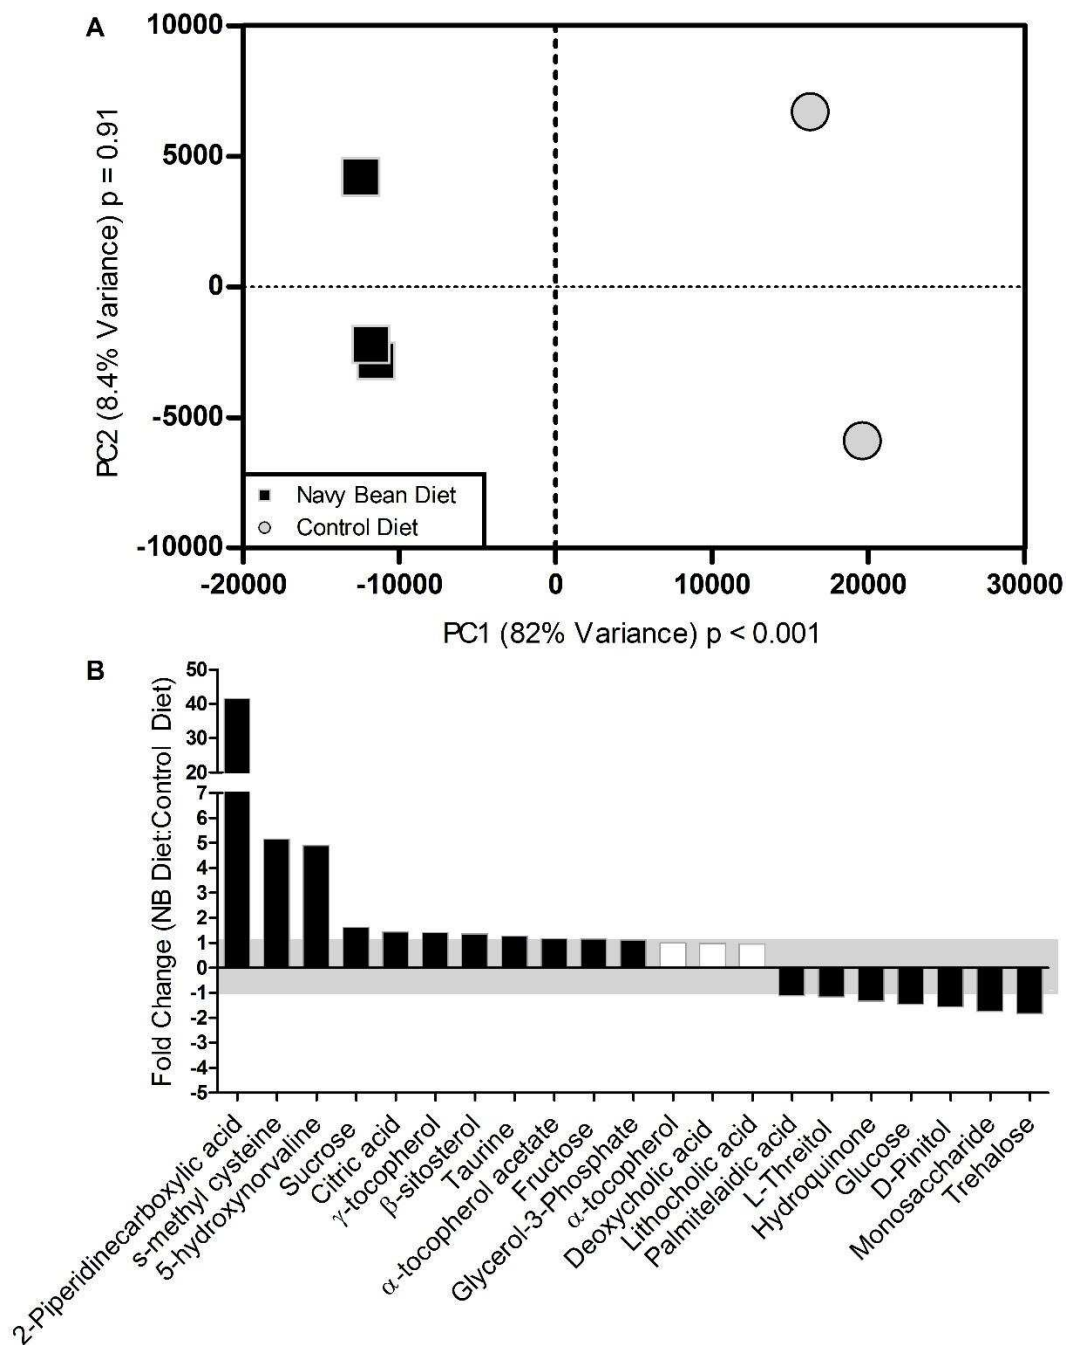 A
10000
5000
0
-5000
-10000
PC2 (8.4% Variance) p = 0.91
Navy Bean Diet
Control Diet
-20000 -10000 0 10000 20000 30000
PC1 (82% Variance) p < 0.001
B
50
40
30
20
7
6
5
4
3
2
1
0
-1
-2
-3
-4
-5
Fold Change (NB Diet:Control Diet)
2-Piperidinecarboxylic acid
s-methyl cysteine
5-hydroxynorvaline
Sucrose
Citric acid
γ-tocopherol
β-sitosterol
Taurine
α-tocopherol acetate
Fructose
Glycerol-3-Phosphate
α-tocopherol
Deoxycholic acid
Lithocholic acid
Palmitelaidic acid
L-Threitol
Hydroquinone
Glucose
D-Pinitol
Monosaccharide
Trehalose